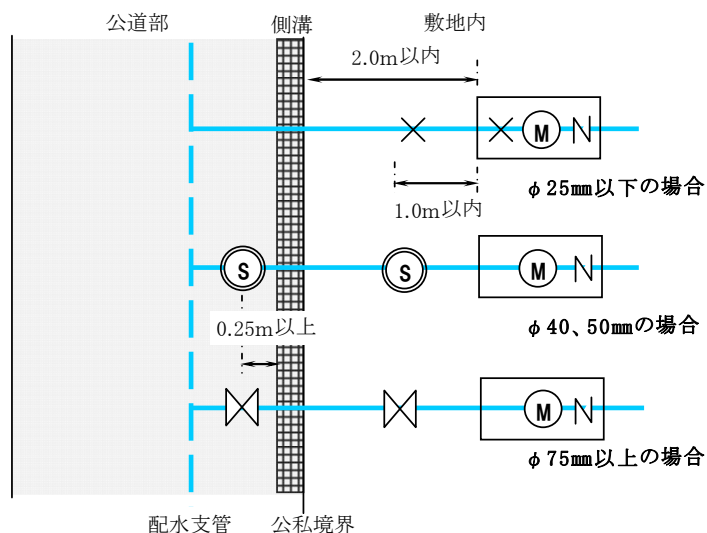 公道部 側溝 敷地内
2.0m以内
M
φ25mm以下の場合
1.0m以内
S S M
φ40、50mmの場合
0.25m以上
M
φ75mm以上の場合
配水支管 公私境界